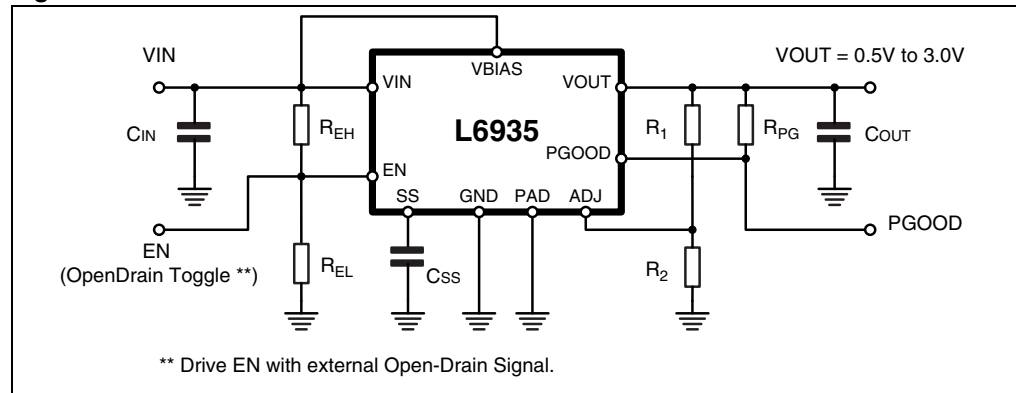 VIN
VBIAS
VOUT = 0.5V to 3.0V
VIN
VOUT
CIN
REH
L6935
R1
RPG
COUT
PGOOD
EN
SS
GND
PAD
ADJ
PGOOD
EN
(OpenDrain Toggle **)
REL
CSS
R2
** Drive EN with external Open-Drain Signal.